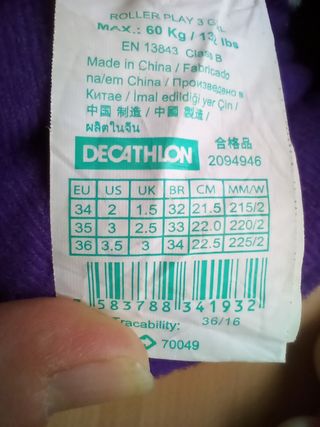 ROLLER PLAY 3
MAX.: 60 Kg / 132 lbs
EN 13843 Class B
Made in China / Fabricado
na/em China / Произведено в
Китае / İmal edildiği yer Çin /
中国 制造 / 中國 製造 /
ผลิตในจีน
DECATHLON 合格品
2094946
EU US UK BR CM MM/W
34 2 1.5 32 21.5 215/2
35 3 2.5 33 22.0 220/2
36 3.5 3 34 22.5 225/2
583788 341932
Tracability: 36/16
70049